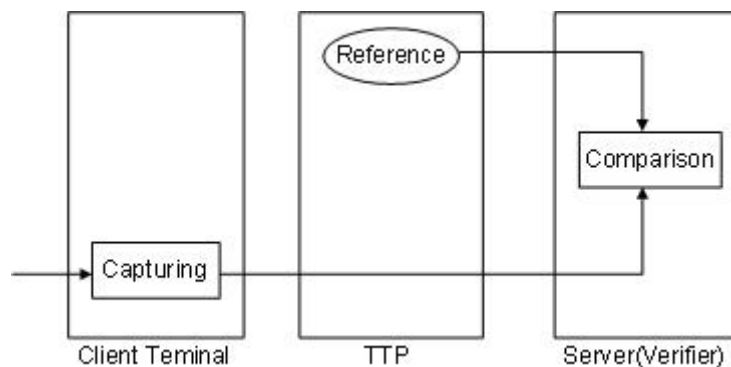 Reference
Comparison
Capturing
Client Teminal
TTP
Server(Verifier)